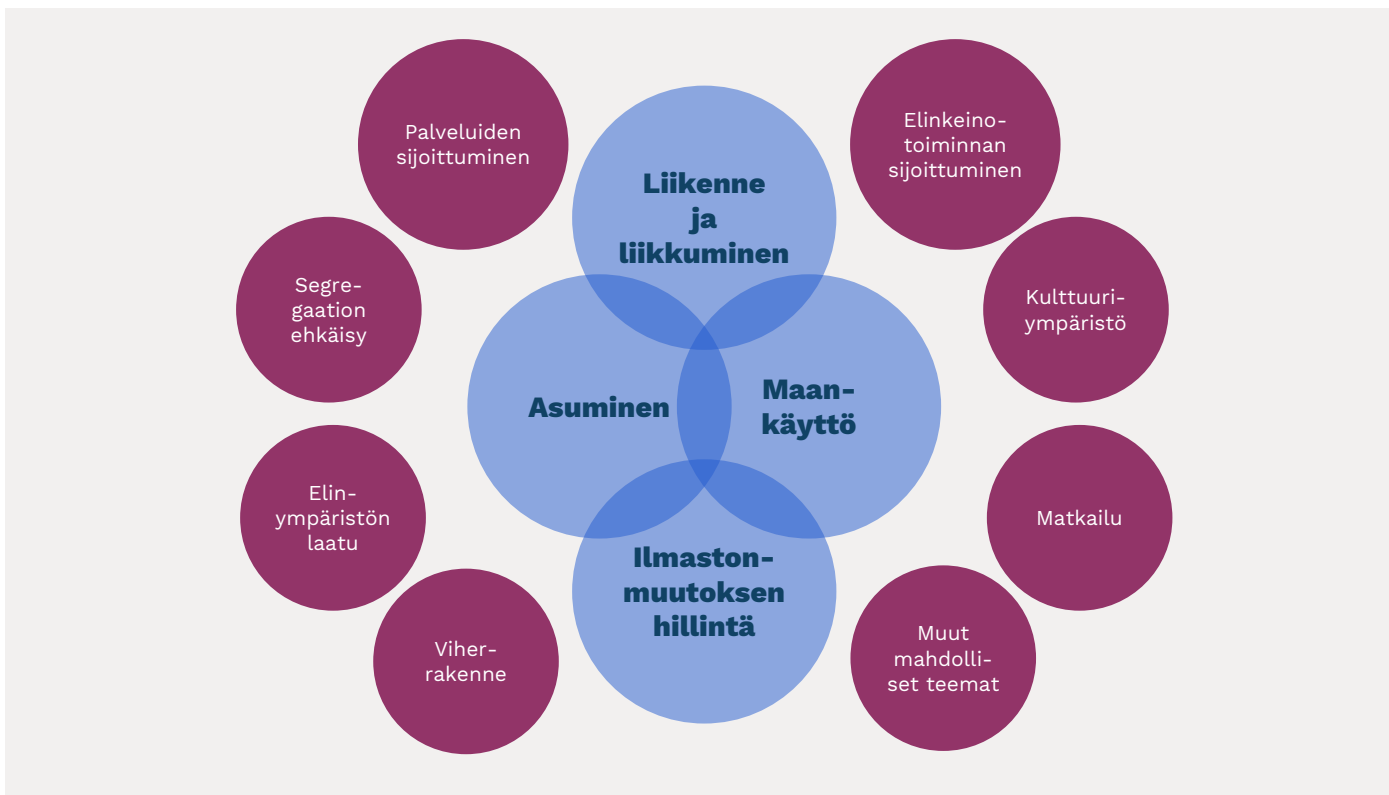 Palveluiden
sijoittuminen
Liikenne
ja
liikkuminen
Elinkeino-
toiminnan
sijoittuminen
Segre-
gaation
ehkäisy
Kulttuuri-
ympäristö
Asuminen
Maan-
käyttö
Elin-
ympäristön
laatu
Matkailu
Ilmaston-
muutoksen
hillintä
Viher-
rakenne
Muut
mahdolli-
set teemat